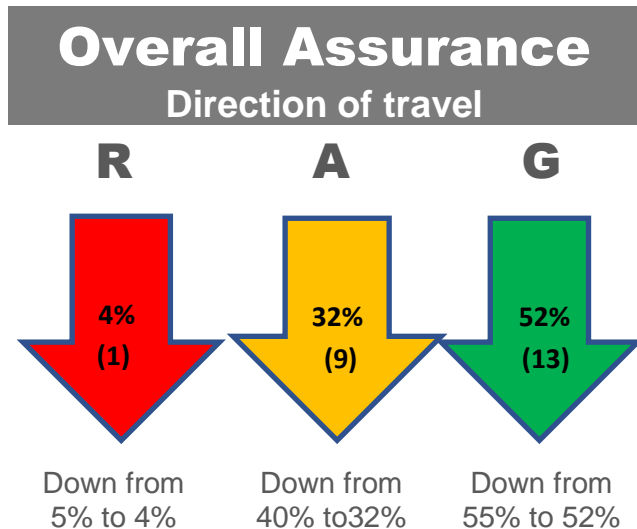 Overall Assurance
Direction of travel
R A G
4% 32% 52%
(1) (9) (13)
Down from Down from Down from
5% to 4% 40% to32% 55% to 52%